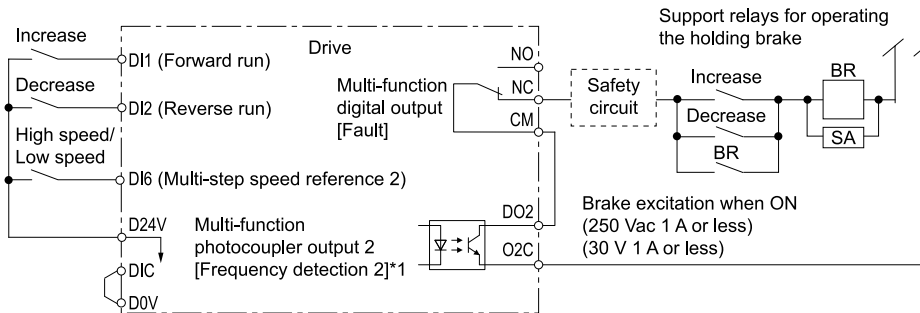 Support relays for operating
the holding brake
Increase
DI1 (Forward run)
Drive
NO
Decrease
DI2 (Reverse run)
Multi-function
digital output
[Fault]
NC
CM
Safety
circuit
Increase
Decrease
BR
BR
SA
High speed/
Low speed
DI6 (Multi-step speed reference 2)
D24V
DIC
D0V
Multi-function
photocoupler output 2
[Frequency detection 2]*1
DO2
O2C
Brake excitation when ON
(250 Vac 1 A or less)
(30 V 1 A or less)